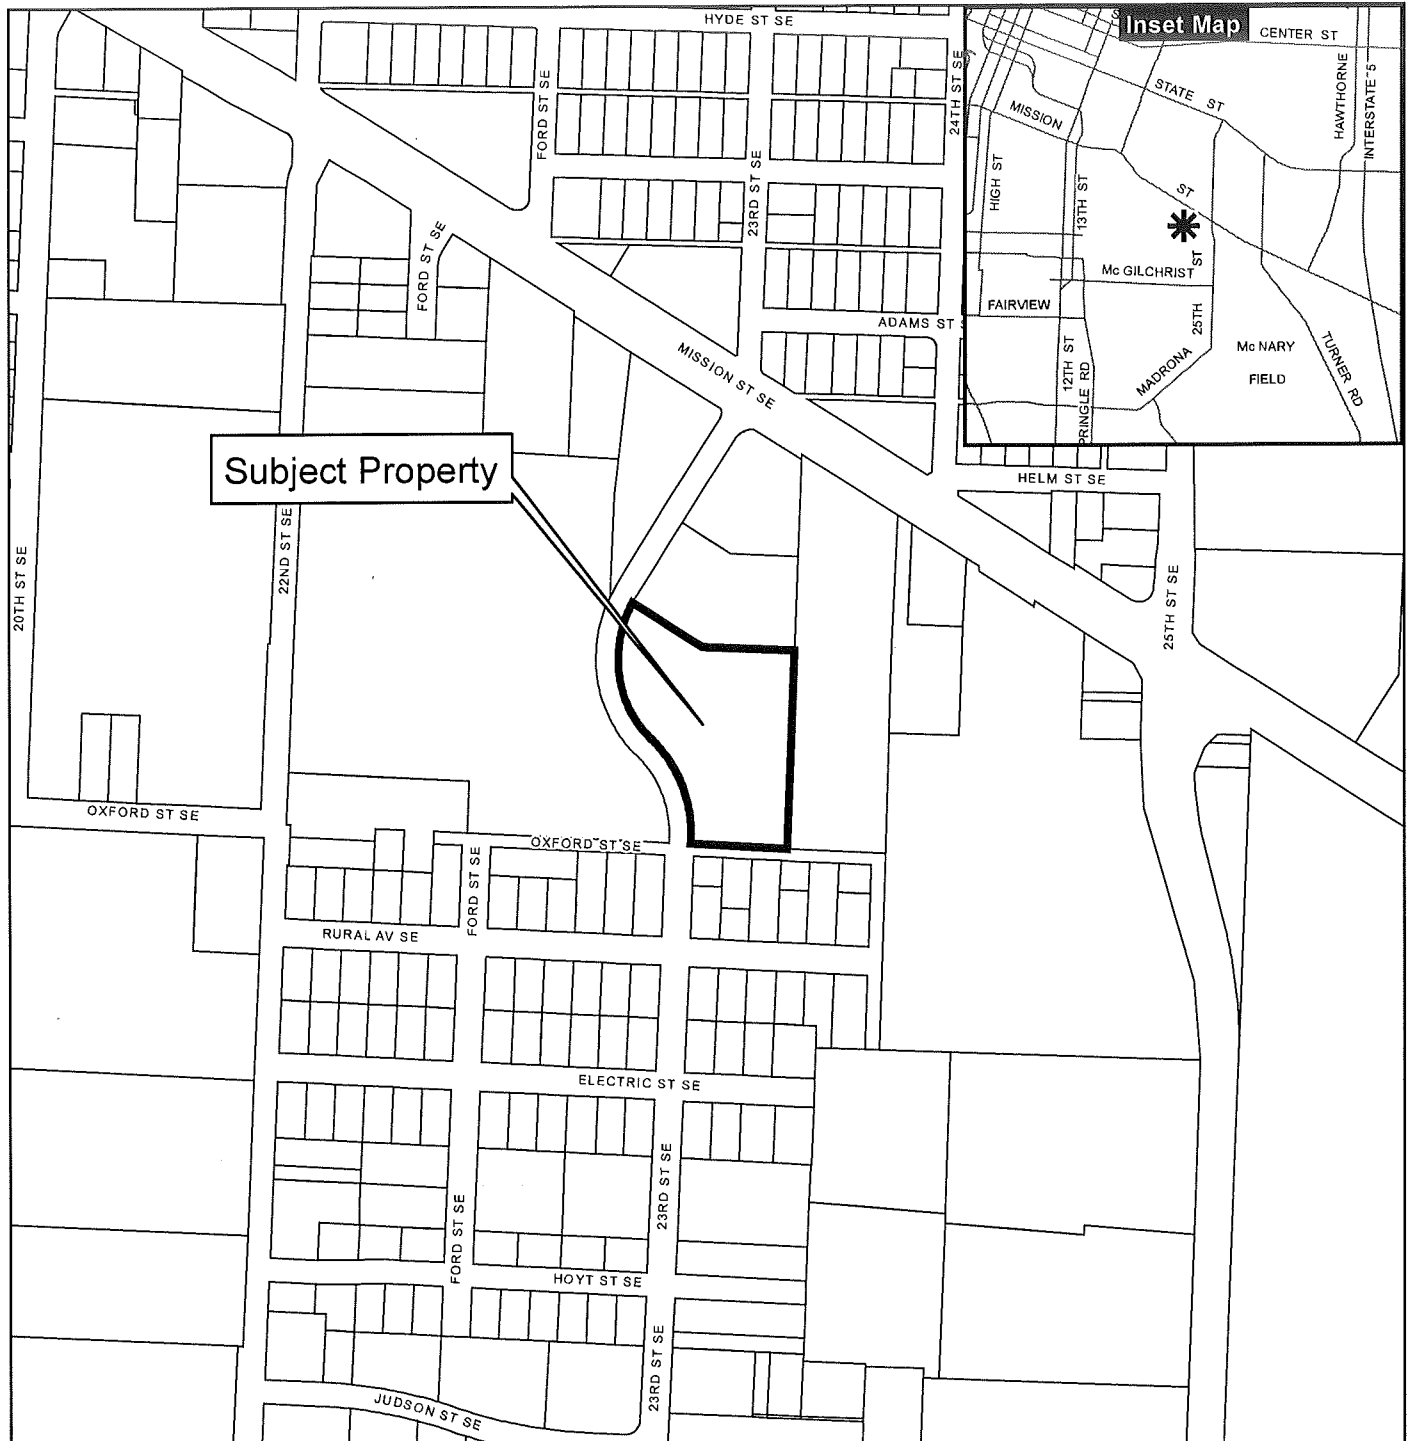 HYDE ST SE
Inset Map
CENTER ST
STATE ST
HAWTHORNE
INTERSTATE 5
MISSION
ST
HIGH ST
13TH ST
Mc GILCHRIST
ST
25TH
FAIRVIEW
12TH ST
PRINGLE RD
MADRONA
Mc NARY
FIELD
TURNER RD
FORD ST SE
24TH ST SE
23RD ST SE
FORD ST SE
ADAMS ST
MISSION ST SE
Subject Property
HELM ST SE
20TH ST SE
22ND ST SE
25TH ST SE
OXFORD ST SE
OXFORD ST SE
FORD ST SE
RURAL AV SE
ELECTRIC ST SE
23RD ST SE
FORD ST SE
HOYT ST SE
23RD ST SE
JUDSON ST SE